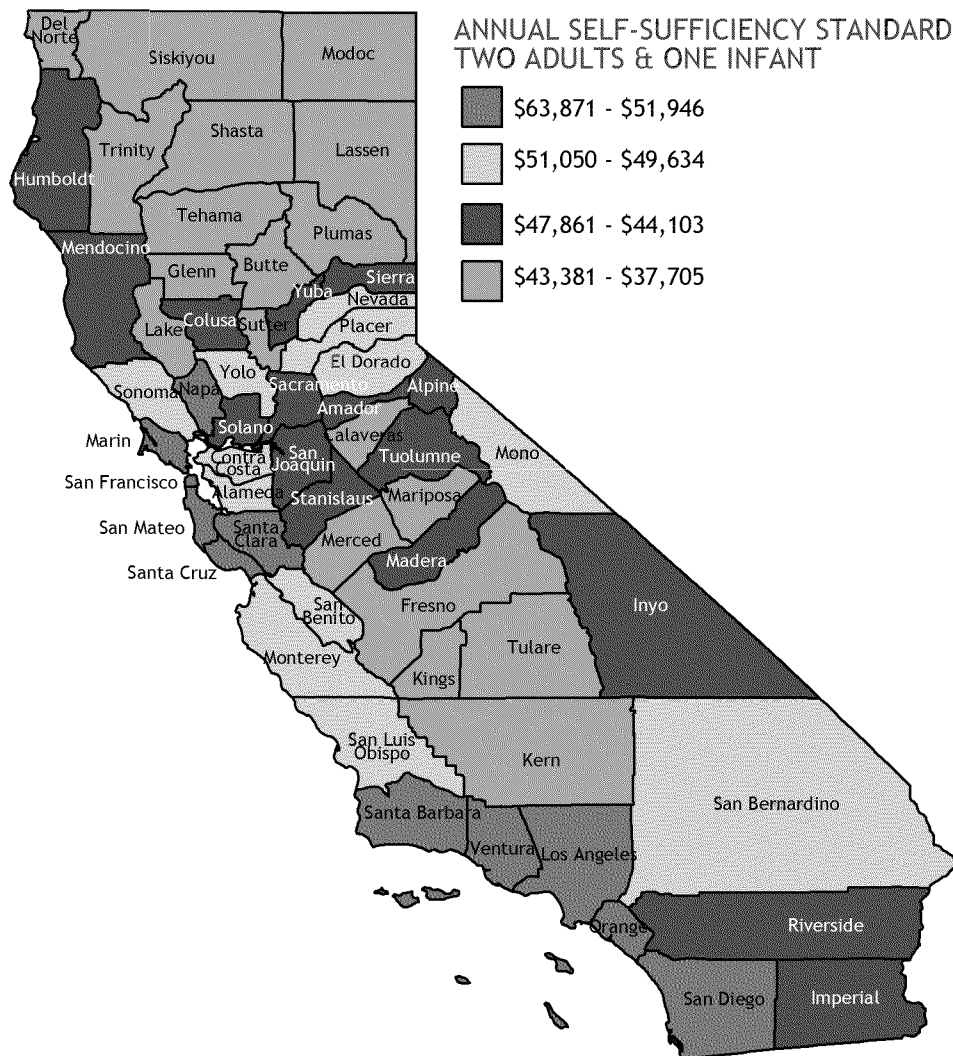 ANNUAL SELF-SUFFICIENCY STANDARD
TWO ADULTS & ONE INFANT
$63,871 - $51,946
$51,050 - $49,634
$47,861 - $44,103
$43,381 - $37,705
Del
Norte
Siskiyou
Modoc
Humboldt
Trinity
Shasta
Lassen
Mendocino
Tehama
Plumas
Glenn
Butte
Yuba
Sierra
Nevada
Placer
Lake
Colusa
Sutter
El Dorado
Sonoma
Napa
Yolo
Sacramento
Alpine
Amador
Marin
Solano
Calaveras
Mono
Contra
Costa
San
Joaquin
Tuolumne
San Francisco
Alameda
Stanislaus
Mariposa
San Mateo
Santa
Clara
Merced
Madera
Santa Cruz
San
Benito
Fresno
Inyo
Monterey
Kings
Tulare
San Luis
Obispo
Kern
San Bernardino
Santa Barbara
Ventura
Los Angeles
Orange
Riverside
San Diego
Imperial